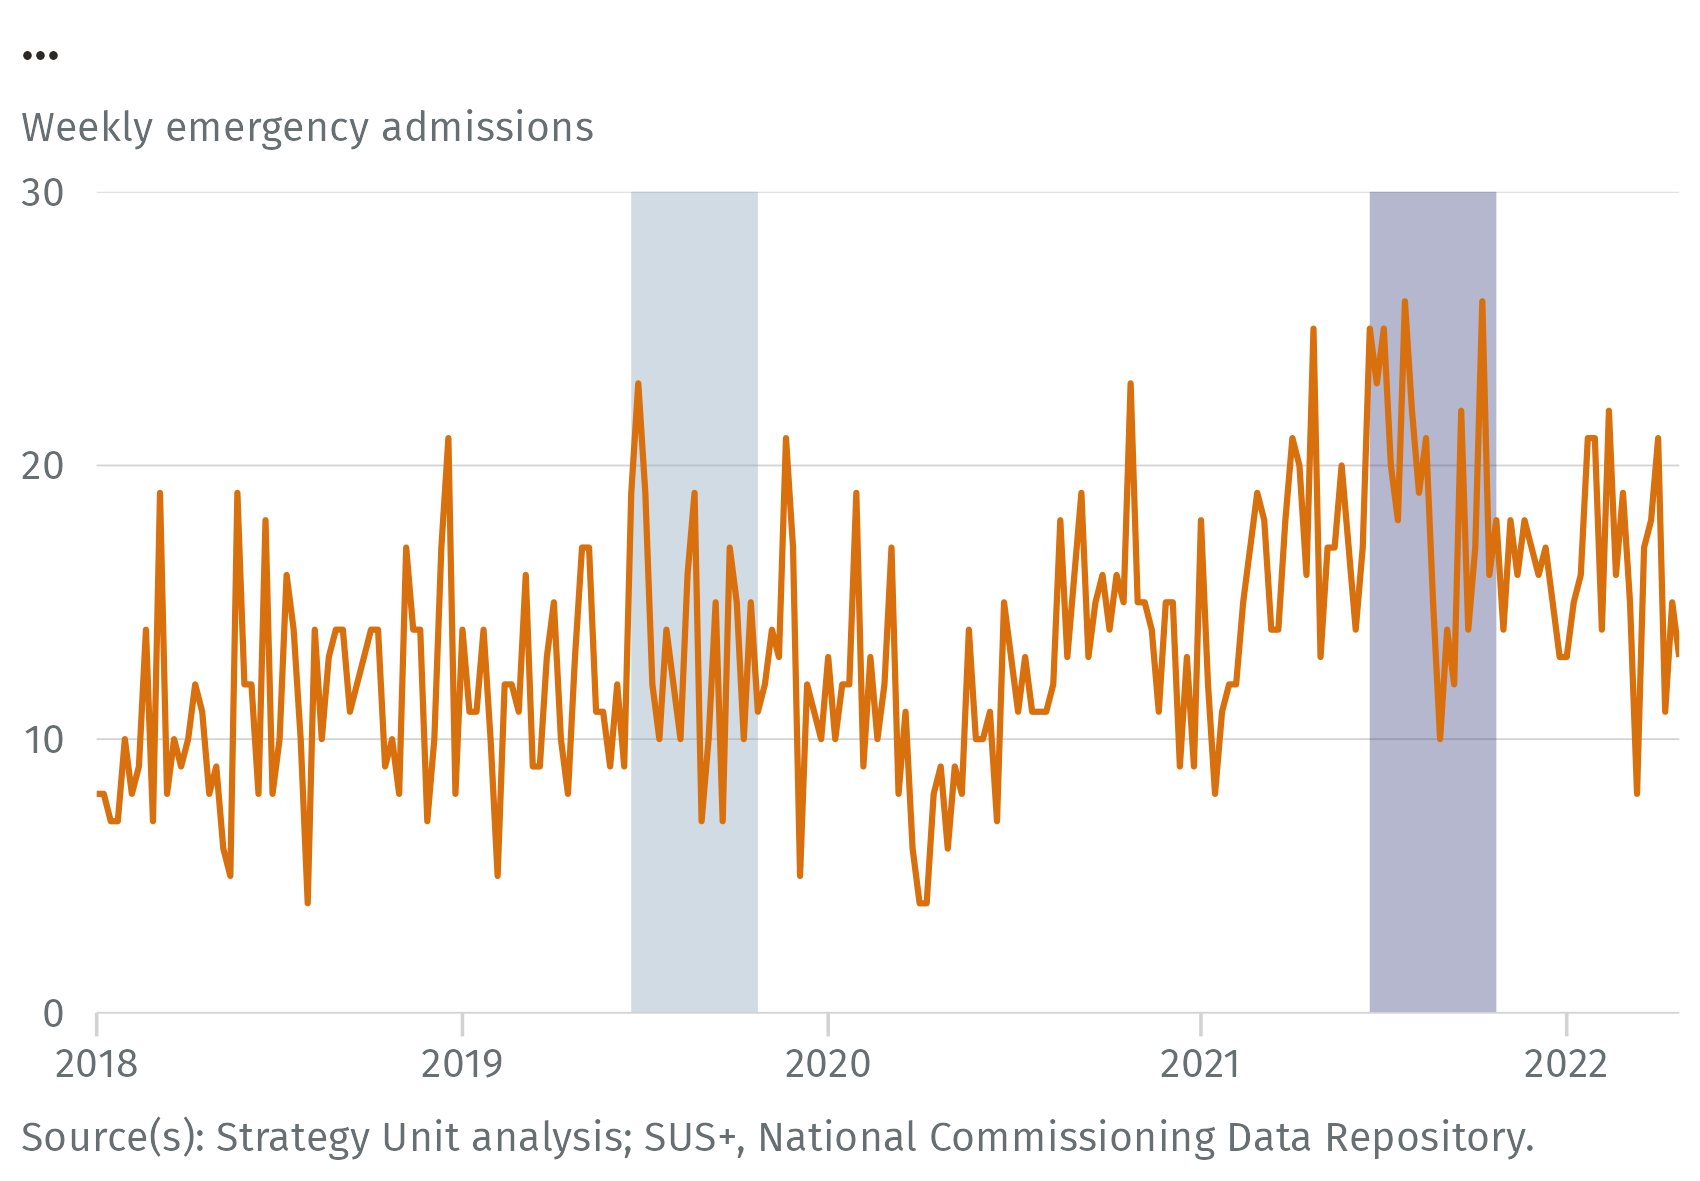 ...
Weekly emergency admissions
30
20
10
0
2018 2019 2020 2021 2022
Source(s): Strategy Unit analysis; SUS+, National Commissioning Data Repository.